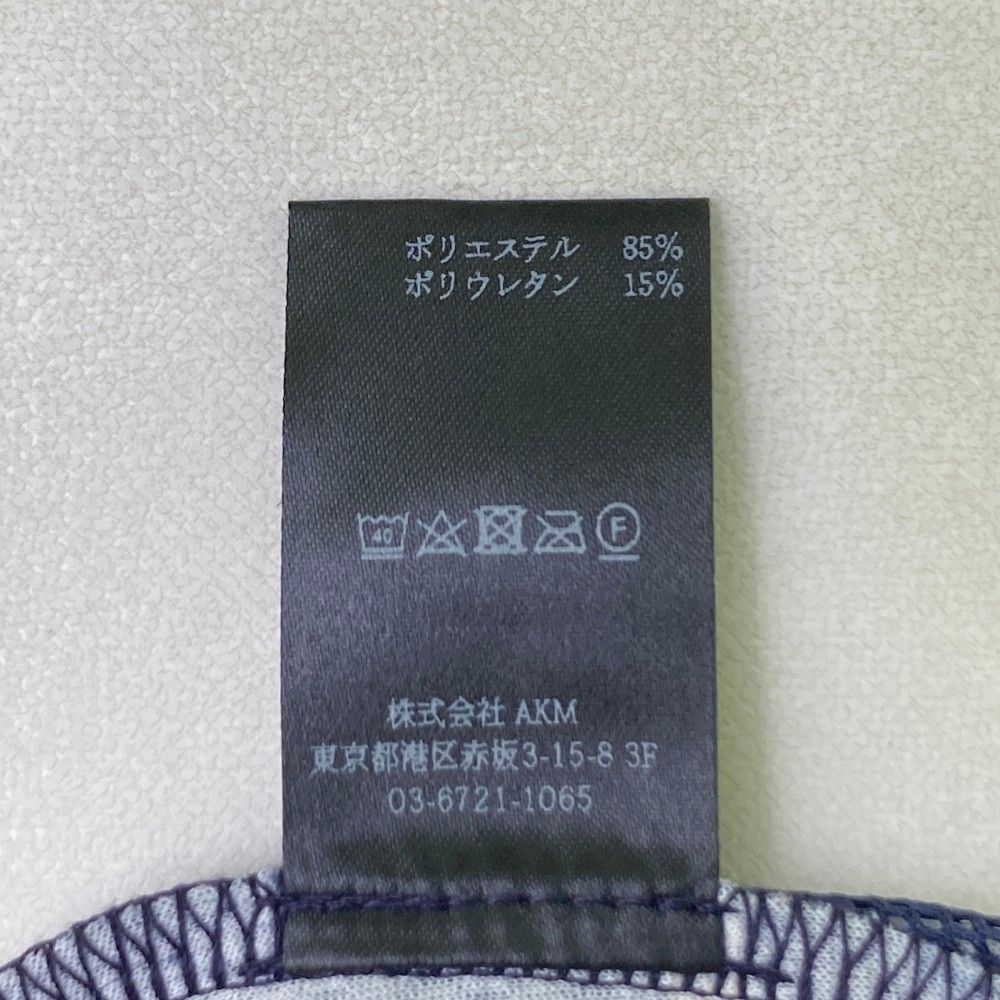 ポリエステル 85%
ポリウレタン 15%
40 F
株式会社 AKM
東京都港区赤坂3-15-8 3F
03-6721-1065